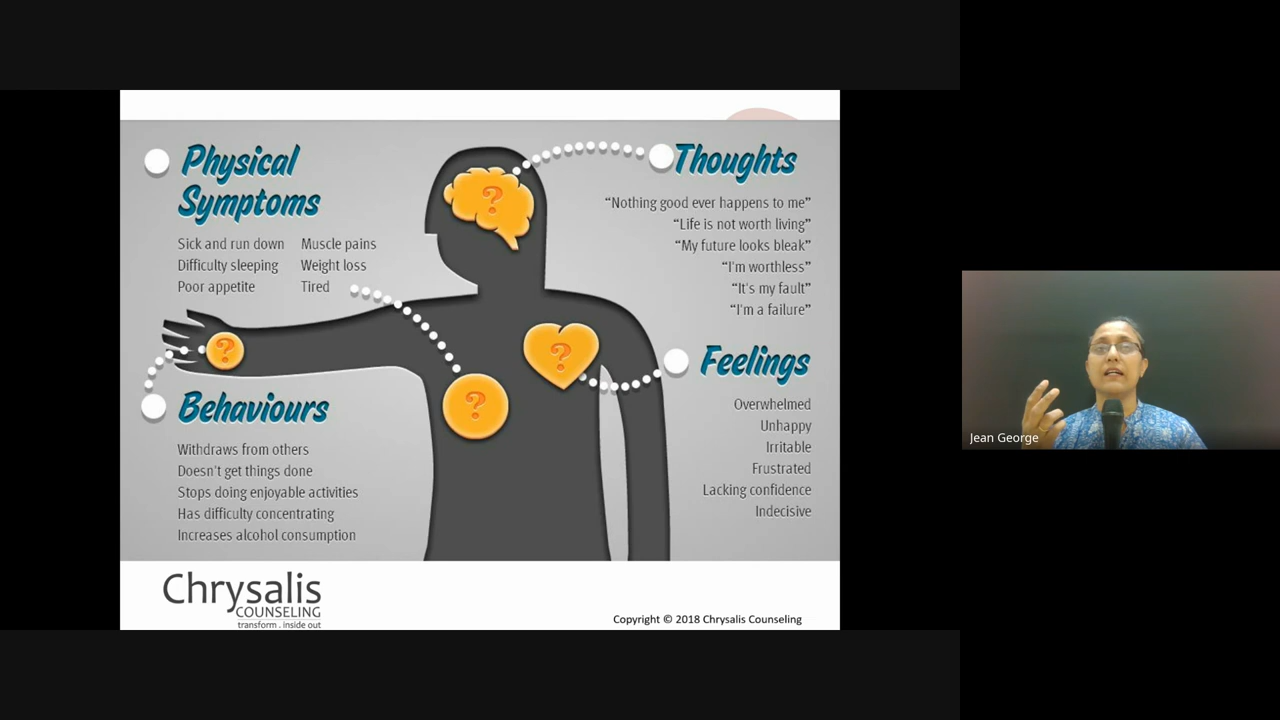 Physical
Symptoms
Sick and run down
Difficulty sleeping
Poor appetite
Muscle pains
Weight loss
Tired
Thoughts
“Nothing good ever happens to me”
“Life is not worth living”
“My future looks bleak”
“I'm worthless”
“It's my fault”
“I'm a failure”
?
?
?
?
Behaviours
Withdraws from others
Doesn't get things done
Stops doing enjoyable activities
Has difficulty concentrating
Increases alcohol consumption
Feelings
Overwhelmed
Unhappy
Irritable
Frustrated
Lacking confidence
Indecisive
Chrysalis
COUNSELING
transform . inside out
Copyright © 2018 Chrysalis Counseling
Jean George